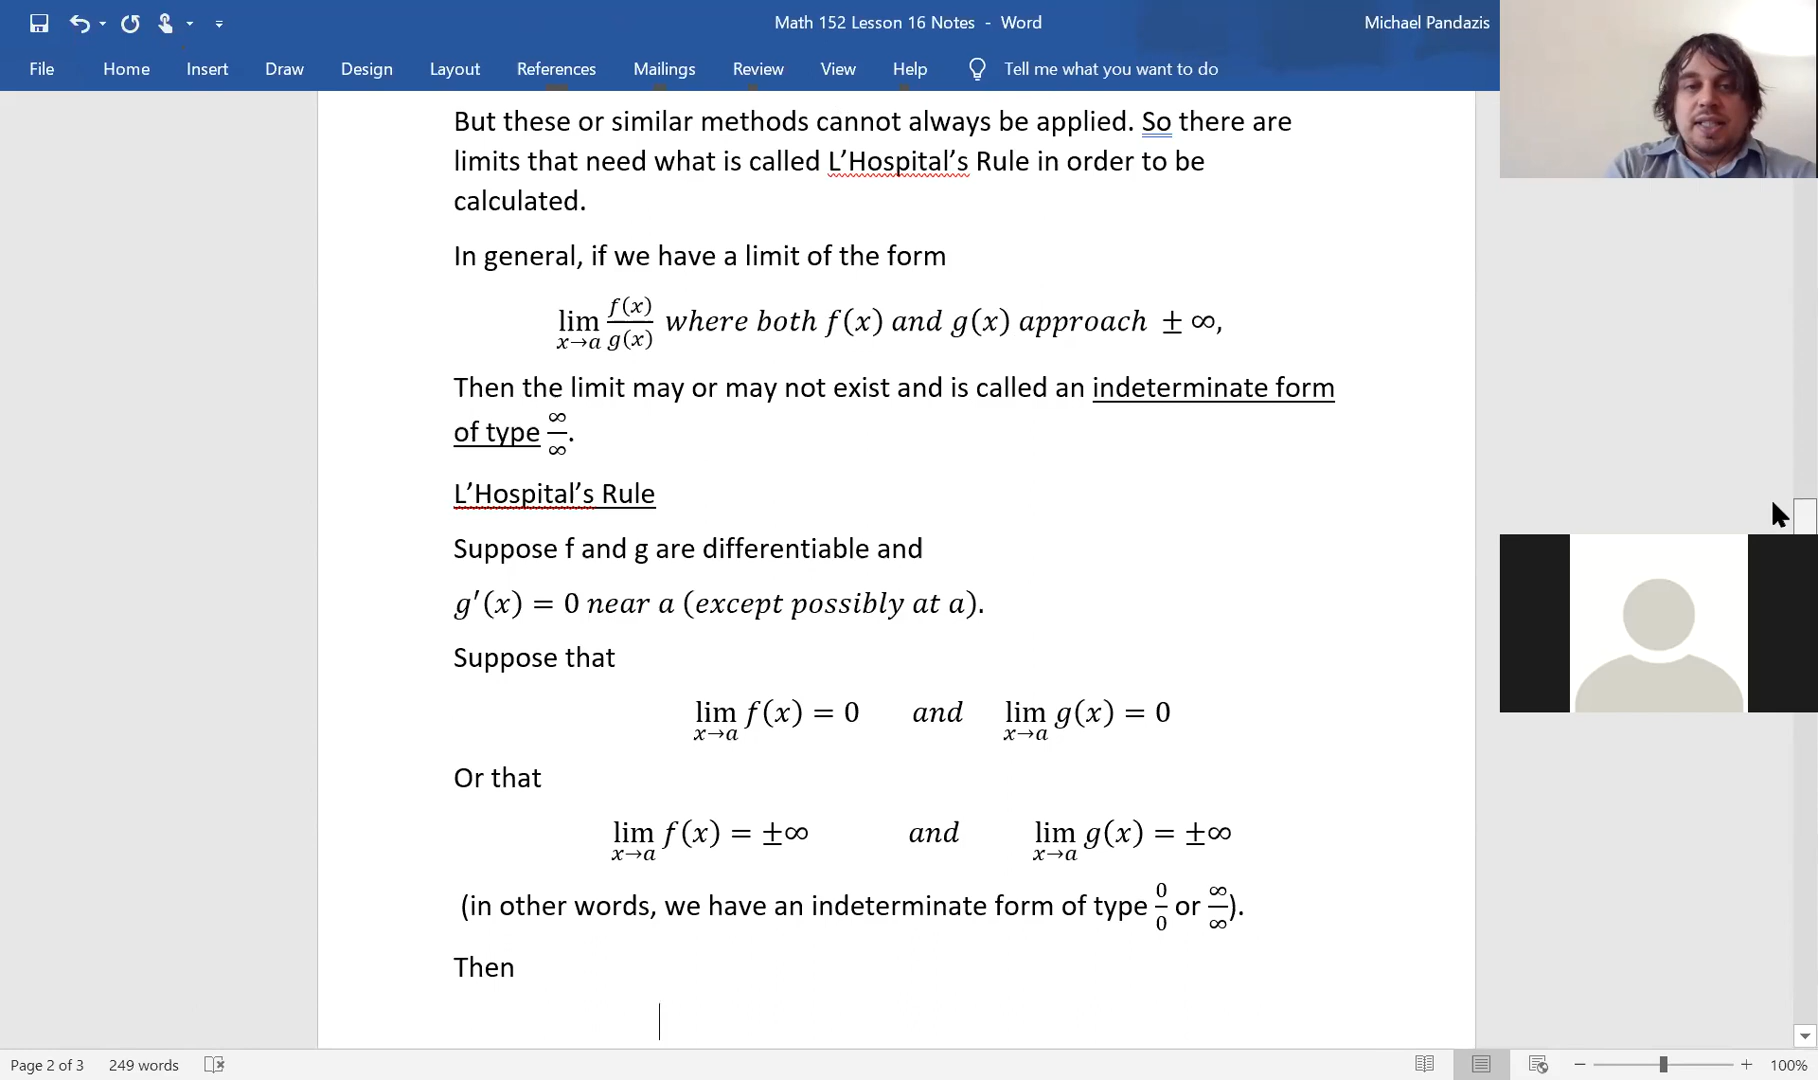 Math 152 Lesson 16 Notes - Word
Michael Pandazis
File Home Insert Draw Design Layout References Mailings Review View Help Tell me what you want to do
But these or similar methods cannot always be applied. So there are
limits that need what is called L’Hospital’s Rule in order to be
calculated.
In general, if we have a limit of the form
lim x→a f(x)/g(x) where both f(x) and g(x) approach ± ∞,
Then the limit may or may not exist and is called an indeterminate form
of type ∞/∞.
L’Hospital’s Rule
Suppose f and g are differentiable and
g′(x) = 0 near a (except possibly at a).
Suppose that
lim x→a f(x) = 0 and lim x→a g(x) = 0
Or that
lim x→a f(x) = ±∞ and lim x→a g(x) = ±∞
(in other words, we have an indeterminate form of type 0/0 or ∞/∞).
Then
Page 2 of 3 249 words 100%